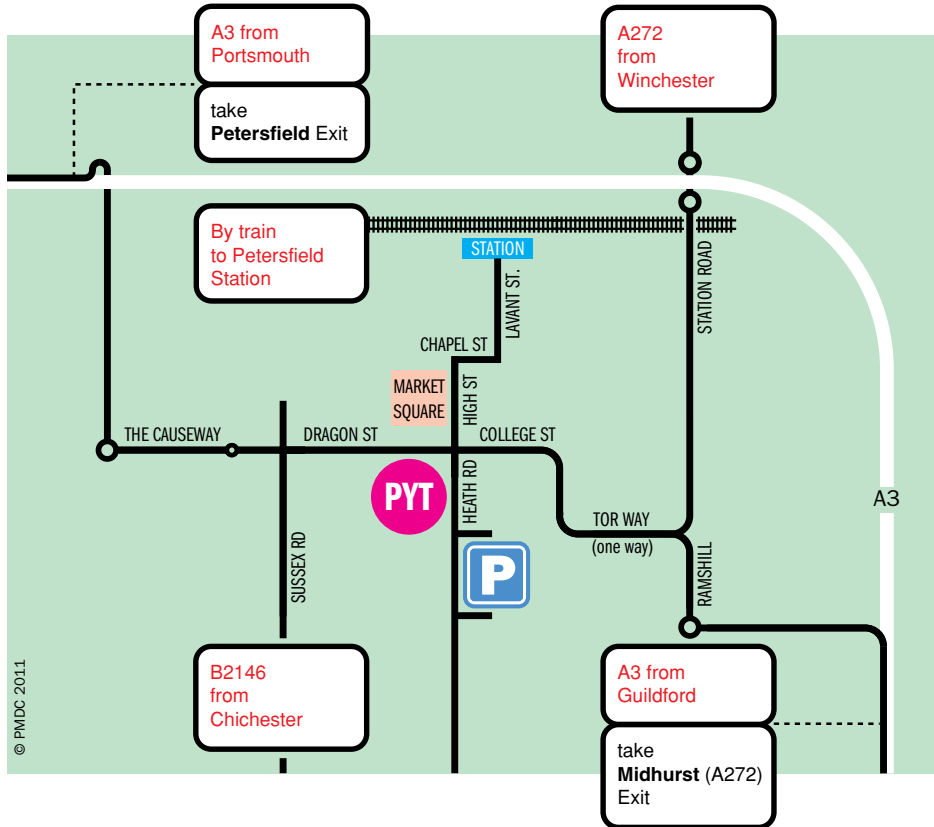 A3 from
Portsmouth
take
Petersfield Exit
A272
from
Winchester
By train
to Petersfield
Station
STATION
LAVANT ST.
STATION ROAD
CHAPEL ST
MARKET
SQUARE
HIGH ST
THE CAUSEWAY
DRAGON ST
COLLEGE ST
PYT
HEATH RD
A3
TOR WAY
(one way)
SUSSEX RD
P
RAMSHILL
B2146
from
Chichester
A3 from
Guildford
take
Midhurst (A272)
Exit
© PMDC 2011